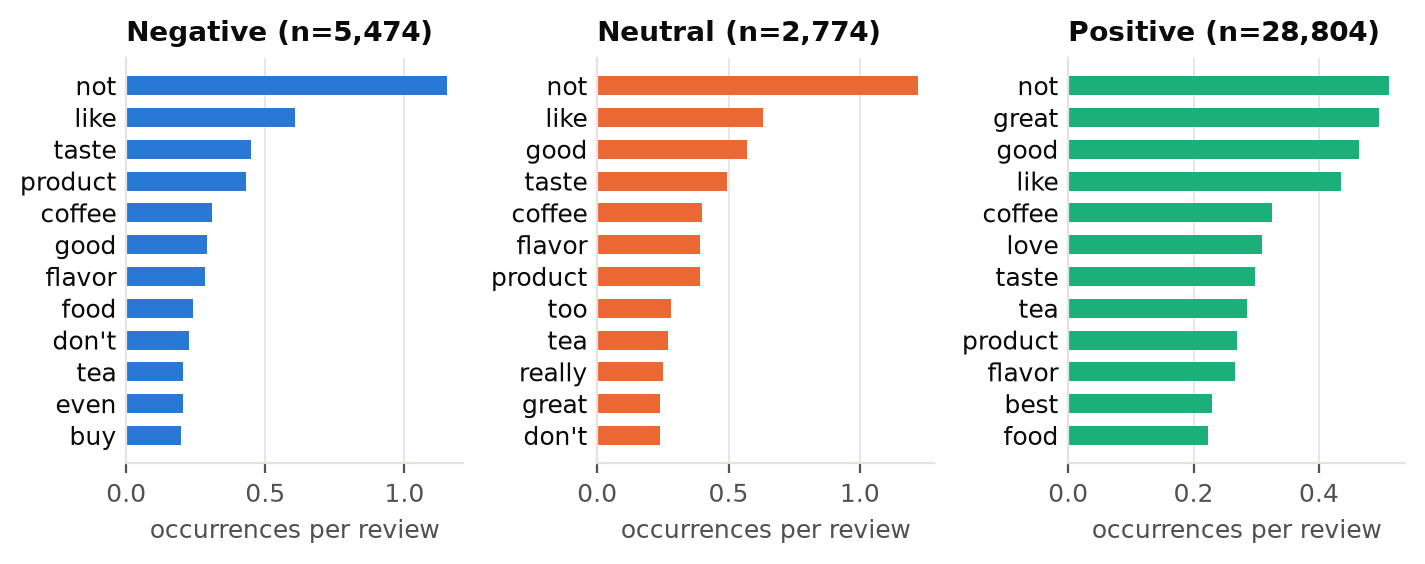 Negative (n=5,474)
not
like
taste
product
coffee
good
flavor
food
don't
tea
even
buy
0.0 0.5 1.0
occurrences per review
Neutral (n=2,774)
not
like
good
taste
coffee
flavor
product
too
tea
really
great
don't
0.0 0.5 1.0
occurrences per review
Positive (n=28,804)
not
great
good
like
coffee
love
taste
tea
product
flavor
best
food
0.0 0.2 0.4
occurrences per review